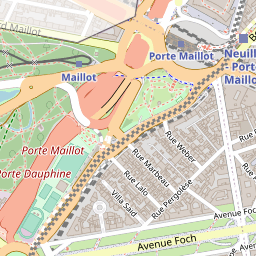 d Maillot
Porte Maillot
Neuill
Porte
Maillo
Maillot
Rue Weber
Porte Maillot
Rue Marbeau
Porte Dauphine
Rue Lalo
Rue Pergolèse
Villa Saïd
Avenue Foch
Avenue Foch